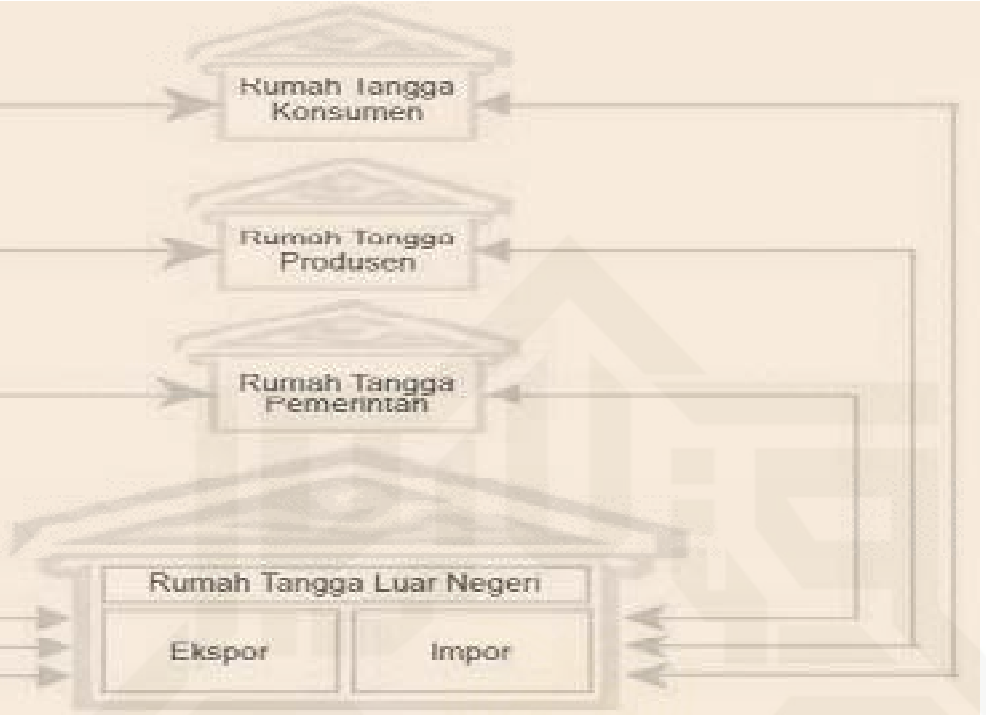 Rumah Tangga
Konsumen
Rumah Tangga
Produsen
Rumah Tangga
Pemerintah
Rumah Tangga Luar Negeri
Ekspor
Impor